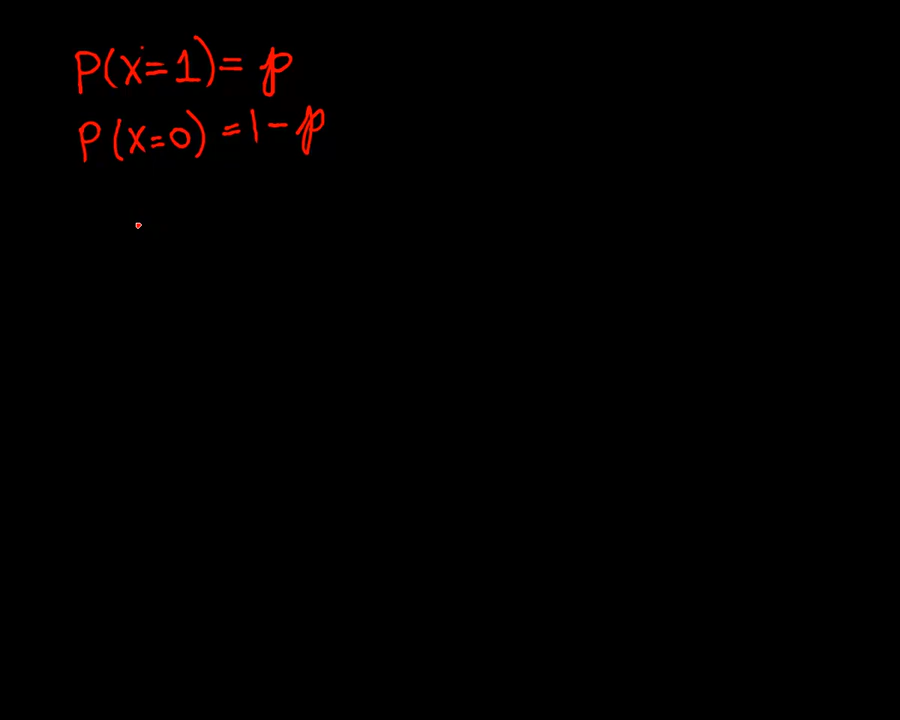 P(x=1)= p
P(x=0) =1-p